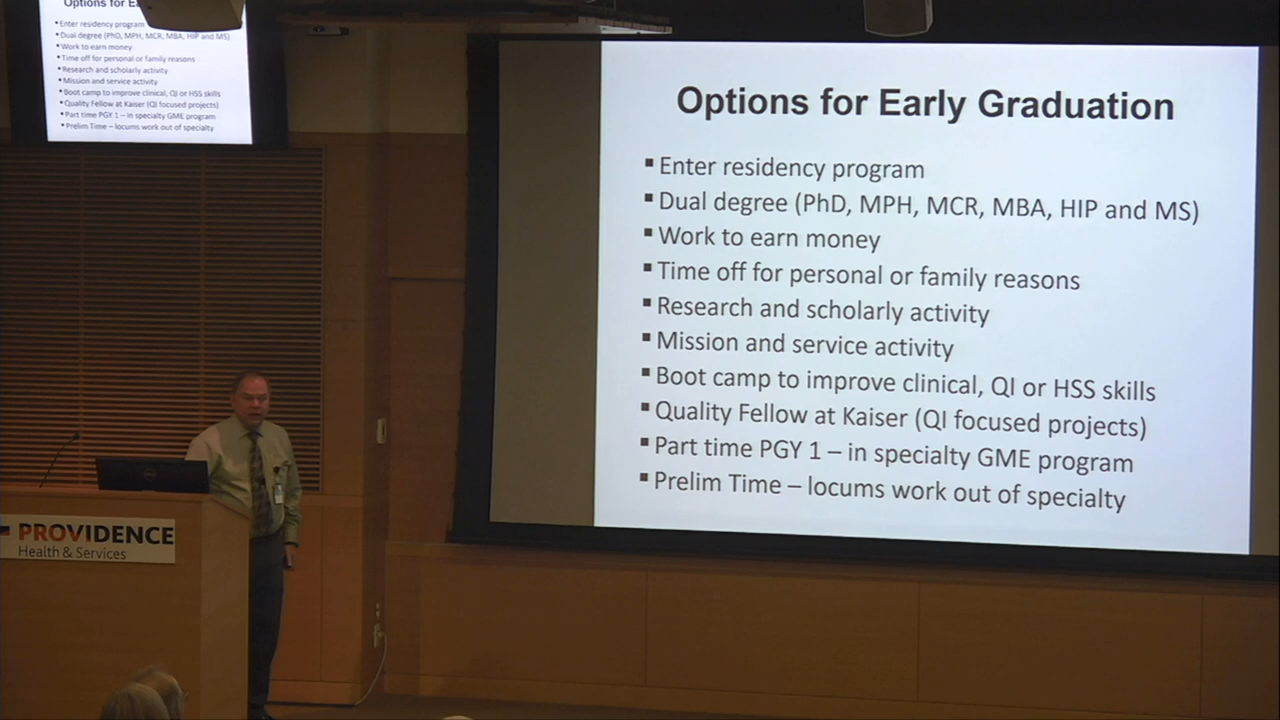 Options for E
Enter residency program
Dual degree (PhD, MPH, MCR, MBA, HIP and MS)
Work to earn money
Time off for personal or family reasons
Research and scholarly activity
Mission and service activity
Boot camp to improve clinical, QI or HSS skills
Quality Fellow at Kaiser (QI focused projects)
Part time PGY 1 – in specialty GME program
Prelim Time – locums work out of specialty
Options for Early Graduation
▪ Enter residency program
▪ Dual degree (PhD, MPH, MCR, MBA, HIP and MS)
▪ Work to earn money
▪ Time off for personal or family reasons
▪ Research and scholarly activity
▪ Mission and service activity
▪ Boot camp to improve clinical, QI or HSS skills
▪ Quality Fellow at Kaiser (QI focused projects)
▪ Part time PGY 1 – in specialty GME program
▪ Prelim Time – locums work out of specialty
DELL
PROVIDENCE
Health & Services